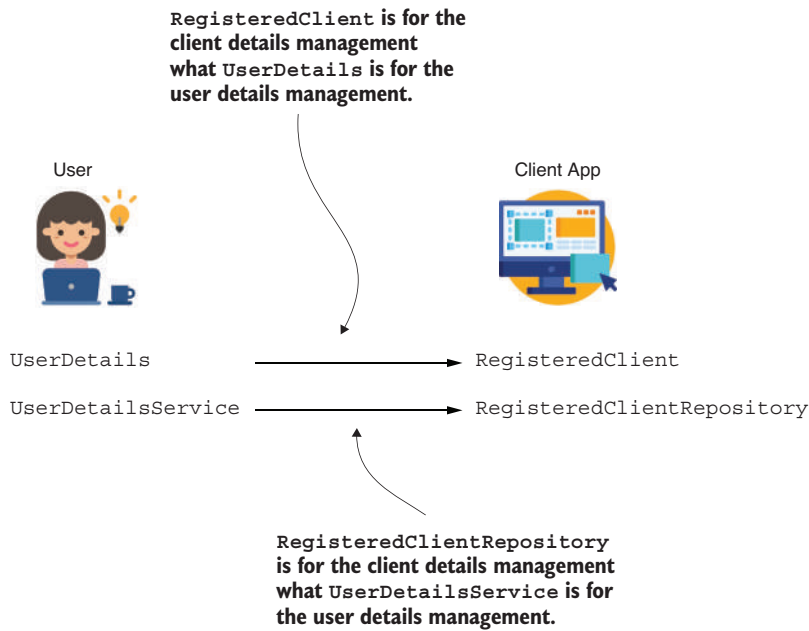 RegisteredClient is for the
client details management
what UserDetails is for the
user details management.
User
Client App
UserDetails
RegisteredClient
UserDetailsService
RegisteredClientRepository
RegisteredClientRepository
is for the client details management
what UserDetailsService is for
the user details management.